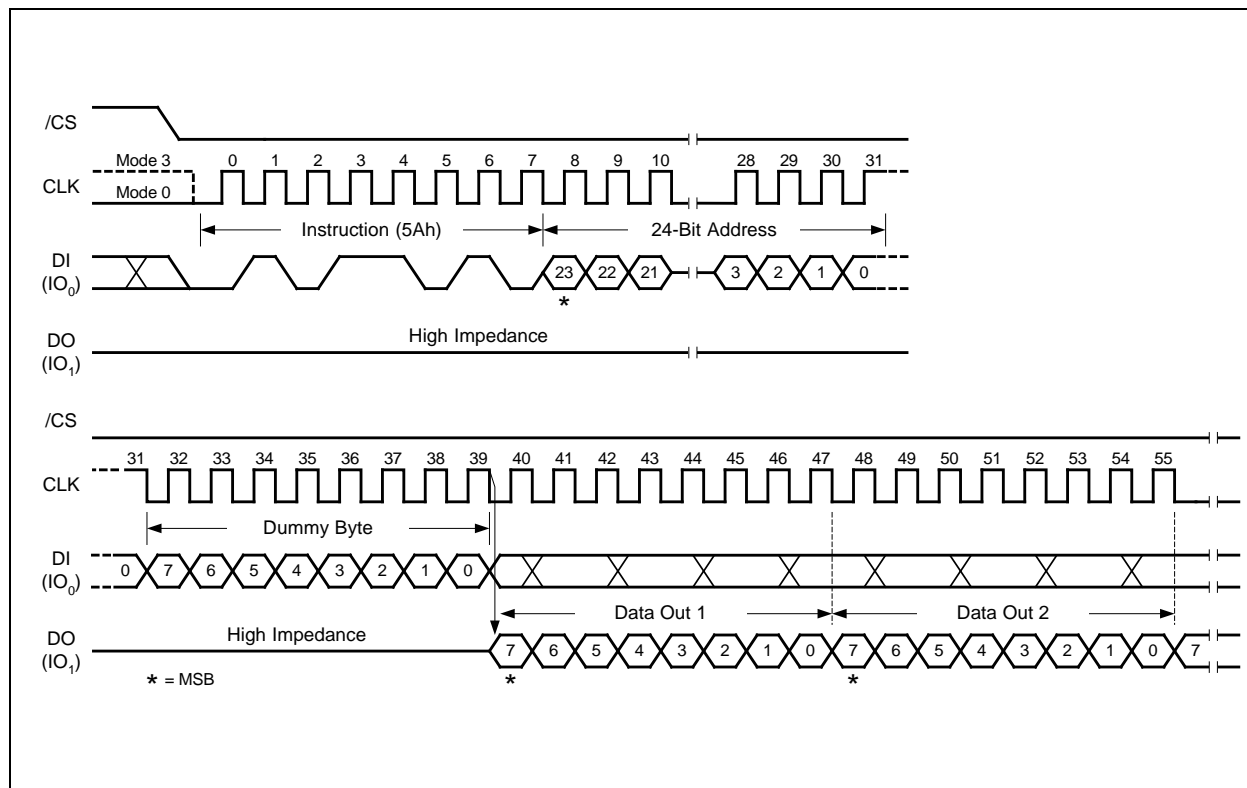 /CS
Mode 3 0 1 2 3 4 5 6 7 8 9 10 28 29 30 31
CLK Mode 0
Instruction (5Ah) 24-Bit Address
DI (IO0) 23 22 21 3 2 1 0
*
High Impedance
DO (IO1)
/CS
31 32 33 34 35 36 37 38 39 40 41 42 43 44 45 46 47 48 49 50 51 52 53 54 55
CLK
Dummy Byte
DI (IO0) 0 7 6 5 4 3 2 1 0
Data Out 1 Data Out 2
High Impedance
DO (IO1) 7 6 5 4 3 2 1 0 7 6 5 4 3 2 1 0 7
* = MSB * *